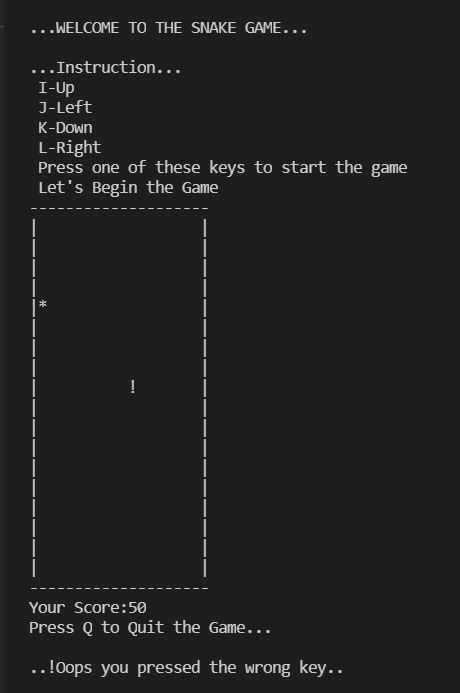 ...WELCOME TO THE SNAKE GAME...
...Instruction...
I-Up
J-Left
K-Down
L-Right
Press one of these keys to start the game
Let's Begin the Game
--------------------
|                  |
|                  |
|                  |
|                  |
|*                 |
|                  |
|                  |
|                  |
|          !       |
|                  |
|                  |
|                  |
|                  |
|                  |
|                  |
|                  |
|                  |
|                  |
--------------------
Your Score:50
Press Q to Quit the Game...
..!Oops you pressed the wrong key..